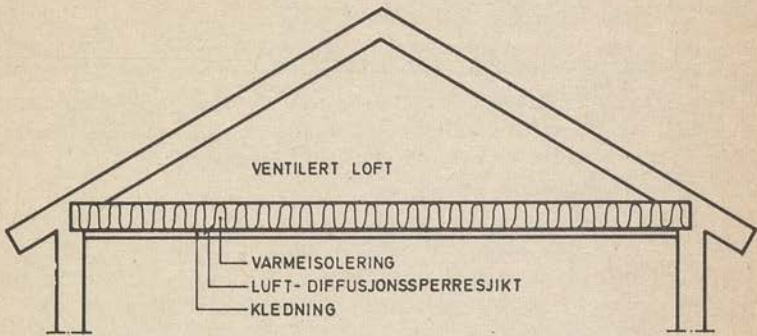 VENTILERT LOFT
VARMEISOLERING
LUFT- DIFFUSJONSSPERRESJIKT
KLEDNING